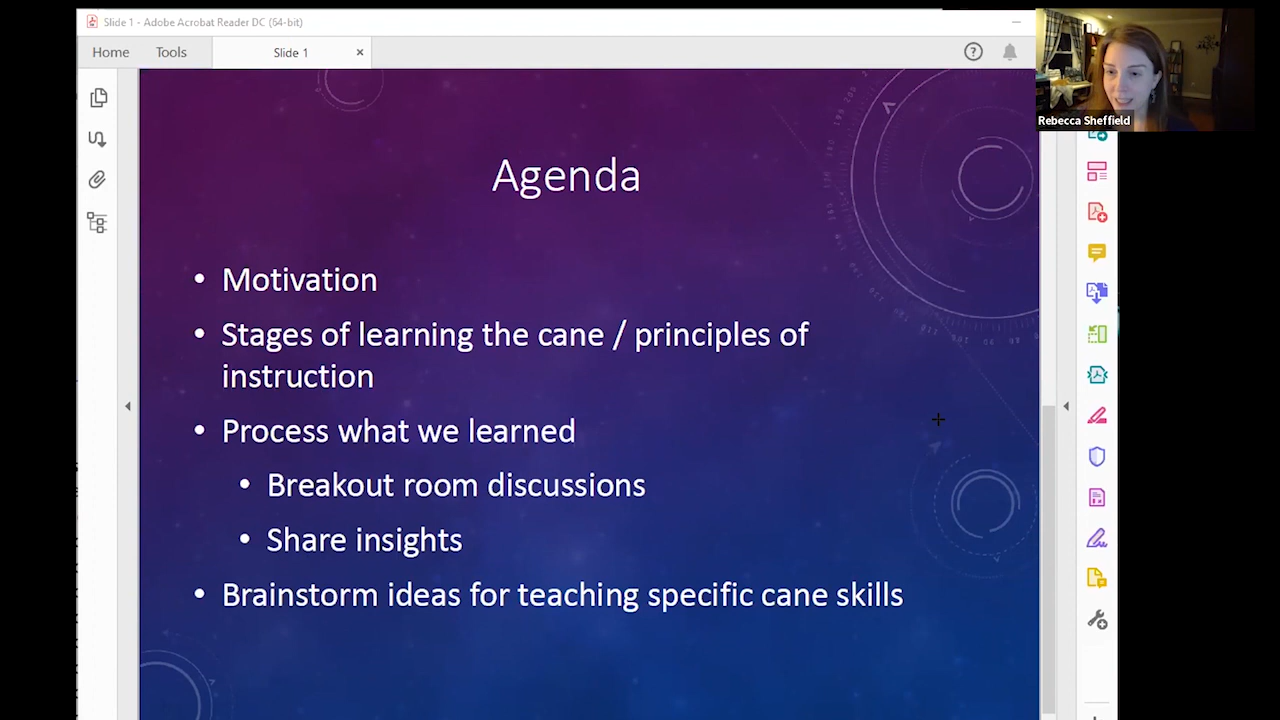 Slide 1 - Adobe Acrobat Reader DC (64-bit)
Home
Tools
Slide 1
Rebecca Sheffield
Agenda
• Motivation
• Stages of learning the cane / principles of
instruction
• Process what we learned
• Breakout room discussions
• Share insights
• Brainstorm ideas for teaching specific cane skills